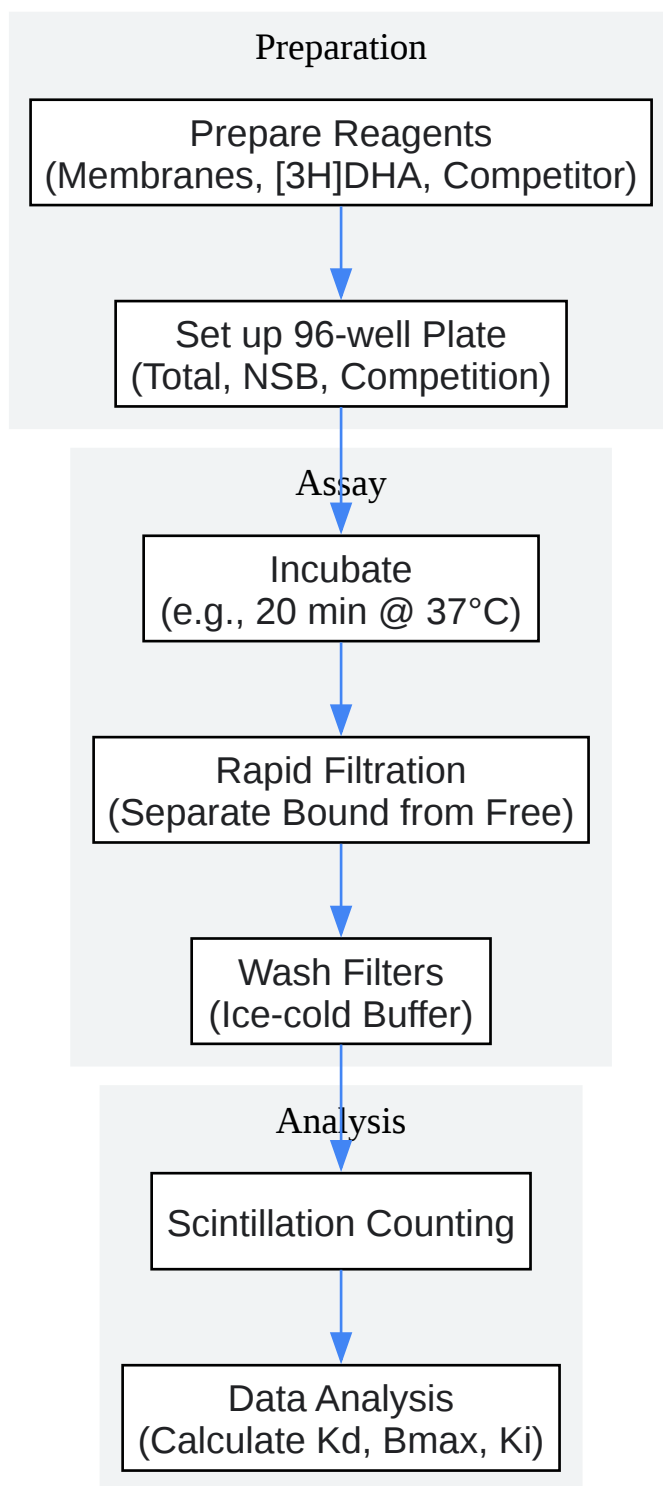 Preparation
Prepare Reagents
(Membranes, [3H]DHA, Competitor)
Set up 96-well Plate
(Total, NSB, Competition)
Assay
Incubate
(e.g., 20 min @ 37°C)
Rapid Filtration
(Separate Bound from Free)
Wash Filters
(Ice-cold Buffer)
Analysis
Scintillation Counting
Data Analysis
(Calculate Kd, Bmax, Ki)